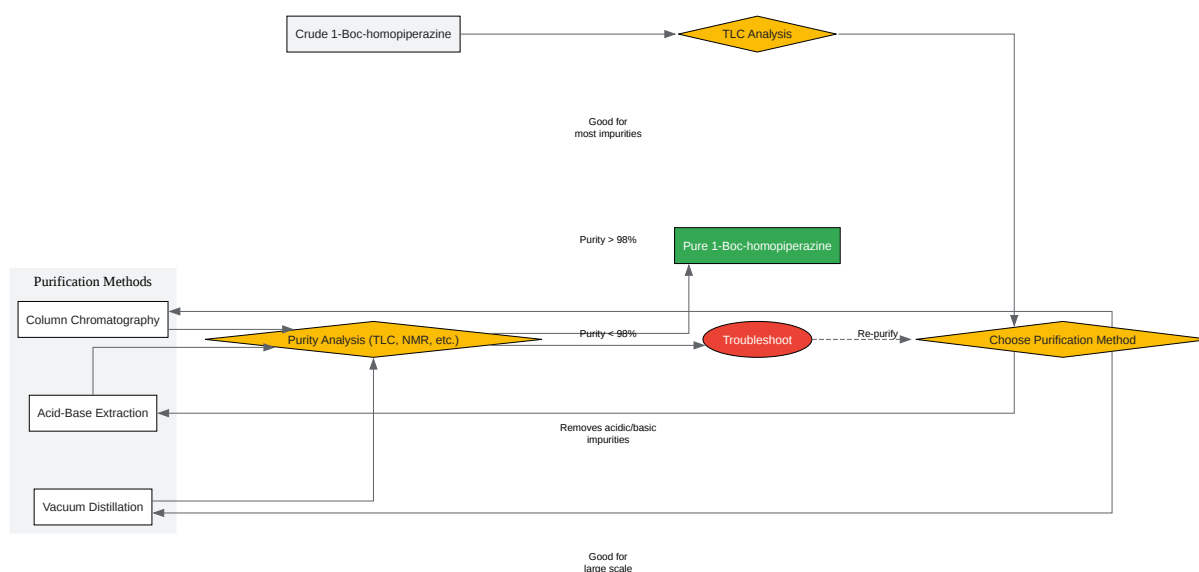 Crude 1-Boc-homopiperazine
TLC Analysis
Good for
most impurities
Purity > 98%
Pure 1-Boc-homopiperazine
Purification Methods
Column Chromatography
Purity Analysis (TLC, NMR, etc.)
Purity < 98%
Troubleshoot
Re-purify
Choose Purification Method
Acid-Base Extraction
Removes acidic/basic
impurities
Vacuum Distillation
Good for
large scale